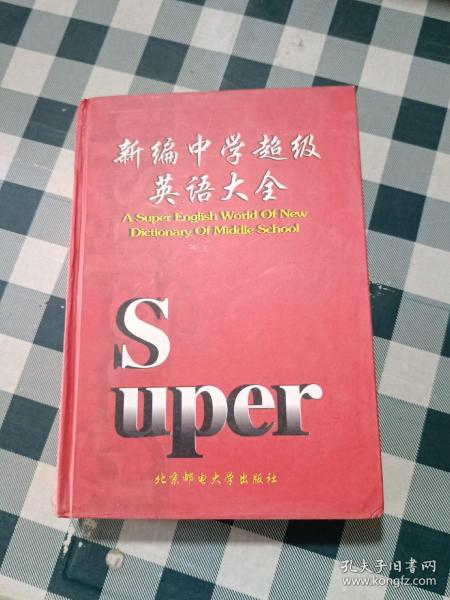 新编中学超级
英语大全
A Super English World Of New
Dictionary Of Middle School
S
uper
北京邮电大学出版社
孔夫子旧书网
www.kongfz.com